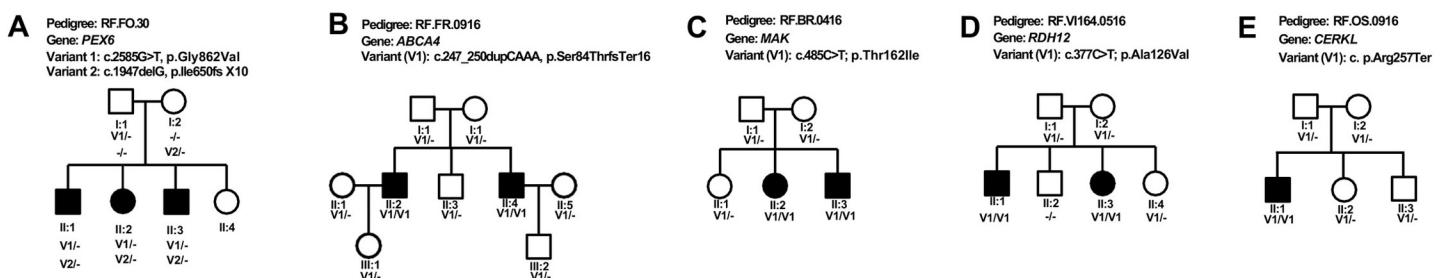 A
Pedigree: RF.FO.30
Gene: PEX6
Variant 1: c.2585G>T, p.Gly862Val
Variant 2: c.1947delG, p.Ile650fs X10
I:1
V1/-
-/-
I:2
-/-
V2/-
II:1
V1/-
V2/-
II:2
V1/-
V2/-
II:3
V1/-
V2/-
II:4
B
Pedigree: RF.FR.0916
Gene: ABCA4
Variant (V1): c.247_250dupCAAA, p.Ser84ThrfsTer16
I:1
V1/-
I:1
V1/-
II:1
V1/-
II:2
V1/V1
II:3
V1/-
II:4
V1/V1
II:5
V1/-
III:1
V1/-
III:2
V1/-
C
Pedigree: RF.BR.0416
Gene: MAK
Variant (V1): c.485C>T; p.Thr162Ile
I:1
V1/-
I:2
V1/-
II:1
V1/-
II:2
V1/V1
II:3
V1/V1
D
Pedigree: RF.VI164.0516
Gene: RDH12
Variant (V1): c.377C>T; p.Ala126Val
I:1
V1/-
I:2
V1/-
II:1
V1/V1
II:2
-/-
II:3
V1/V1
II:4
V1/-
E
Pedigree: RF.OS.0916
Gene: CERKL
Variant (V1): c. p.Arg257Ter
I:1
V1/-
I:2
V1/-
II:1
V1/V1
II:2
V1/-
II:3
V1/-